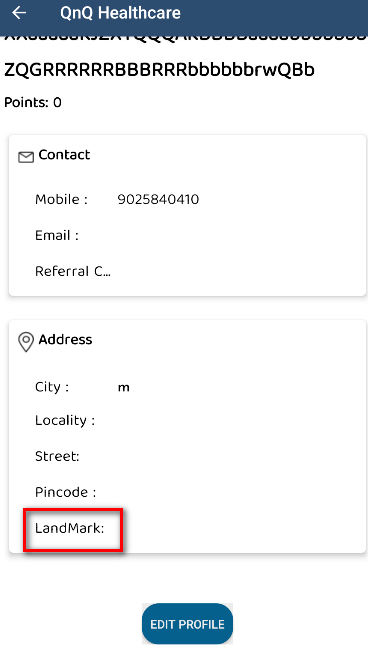 QnQ Healthcare
ZQGRRRRRRBBBRRRbbbbbbrwQBb
Points: 0
Contact
Mobile : 9025840410
Email :
Referral C...
Address
City : m
Locality :
Street:
Pincode :
LandMark:
EDIT PROFILE